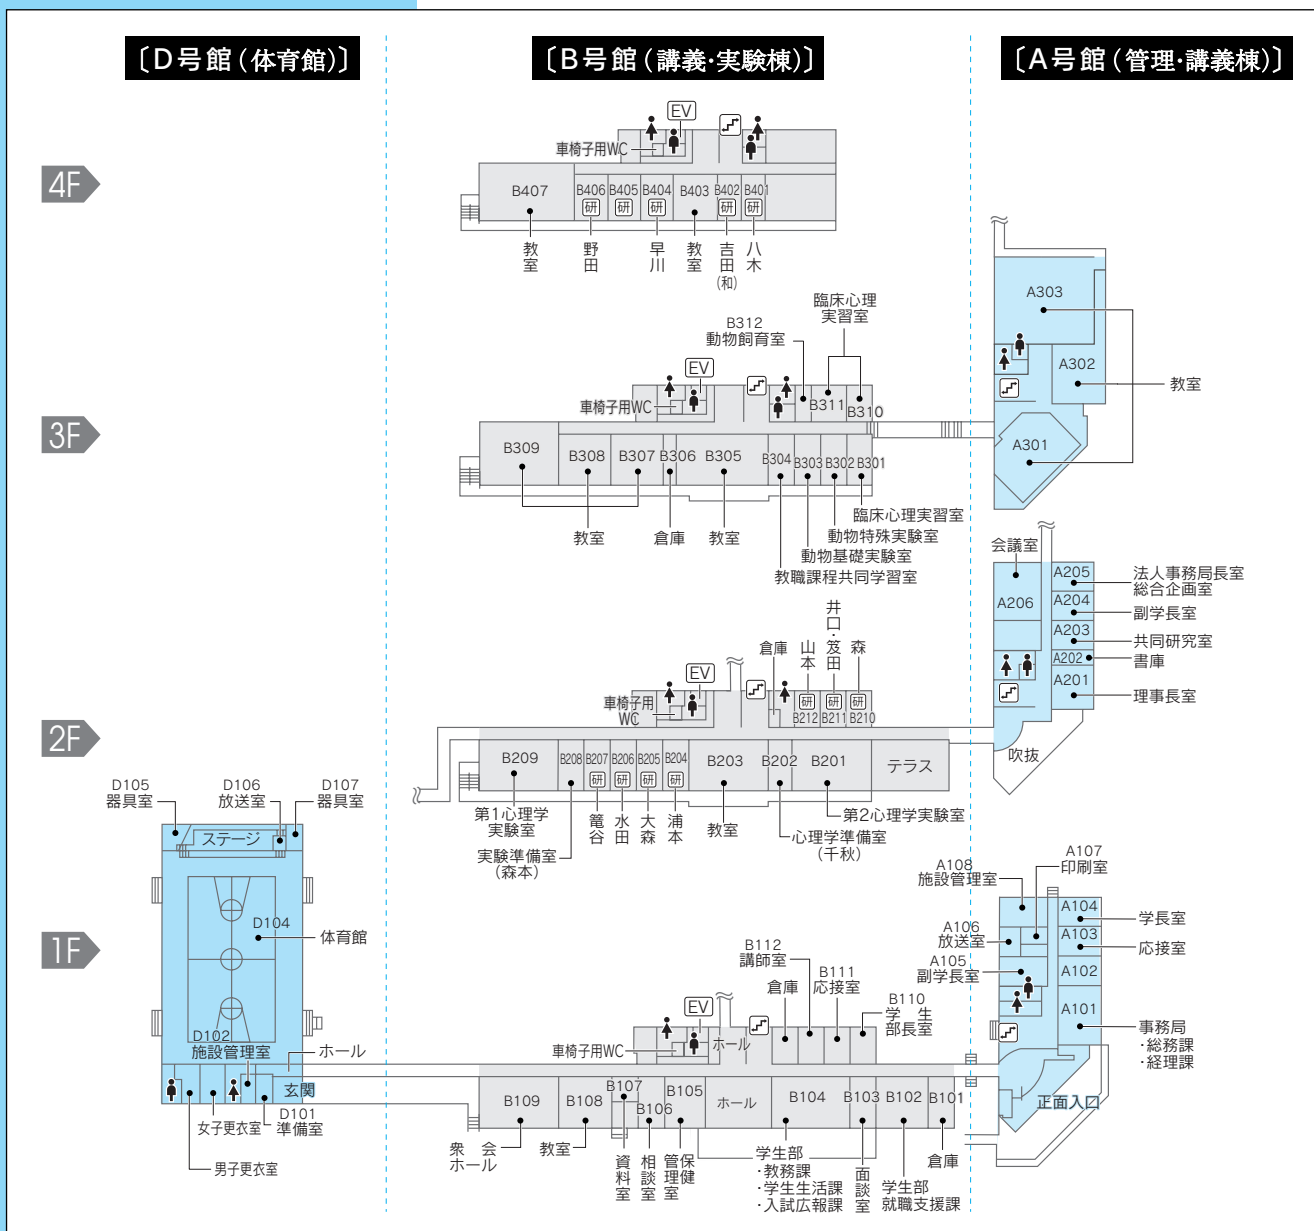 〔D号館(体育館)〕
〔B号館(講義・実験棟)〕
〔A号館(管理・講義棟)〕
4F
EV
車椅子用WC
B407
B406
B405
B404
B403
B402
B401
研
研
研
研
研
教室
野田
早川
教室
吉田(和)
八木
3F
臨床心理
実習室
B312
動物飼育室
EV
車椅子用WC
B311
B310
B309
B308
B307
B306
B305
B304
B303
B302
B301
教室
倉庫
教室
臨床心理実習室
動物特殊実験室
動物基礎実験室
教職課程共同学習室
A303
A302
A301
教室
2F
井口・笈田
山本
森
倉庫
EV
車椅子用
WC
研
研
研
B212
B211
B210
B209
B208
B207
B206
B205
B204
B203
B202
B201
テラス
研
研
研
研
第1心理学
実験室
実験準備室
(森本)
篭谷
水田
大森
浦本
教室
第2心理学実験室
心理学準備室
(千秋)
会議室
A206
A205
A204
A203
A202
A201
法人事務局長室
総合企画室
副学長室
共同研究室
書庫
理事長室
吹抜
1F
D105
器具室
D106
放送室
D107
器具室
ステージ
D104
体育館
D102
施設管理室
ホール
玄関
D101
準備室
女子更衣室
男子更衣室
B112
講師室
倉庫
B111
応接室
B110
学生
部長室
EV
車椅子用WC
ホール
B109
B108
B107
B106
B105
ホール
B104
B103
B102
B101
衆会
ホール
教室
資料室
相談室
保健
管理室
学生部
・教務課
・学生生活課
・入試広報課
面談室
学生部
就職支援課
倉庫
A107
印刷室
A108
施設管理室
A106
放送室
A105
副学長室
A104
A103
A102
A101
学長室
応接室
事務局
・総務課
・経理課
正面入口